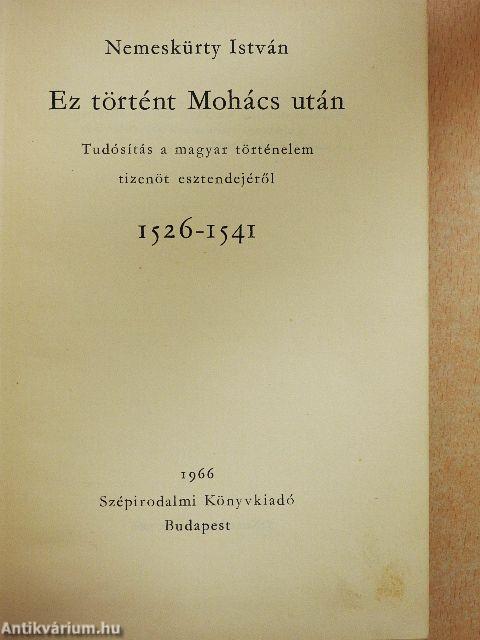 Nemeskürty István
Ez történt Mohács után
Tudósítás a magyar történelem
tizenöt esztendejéről
1526-1541
1966
Szépirodalmi Könyvkiadó
Budapest
Antikvárium.hu